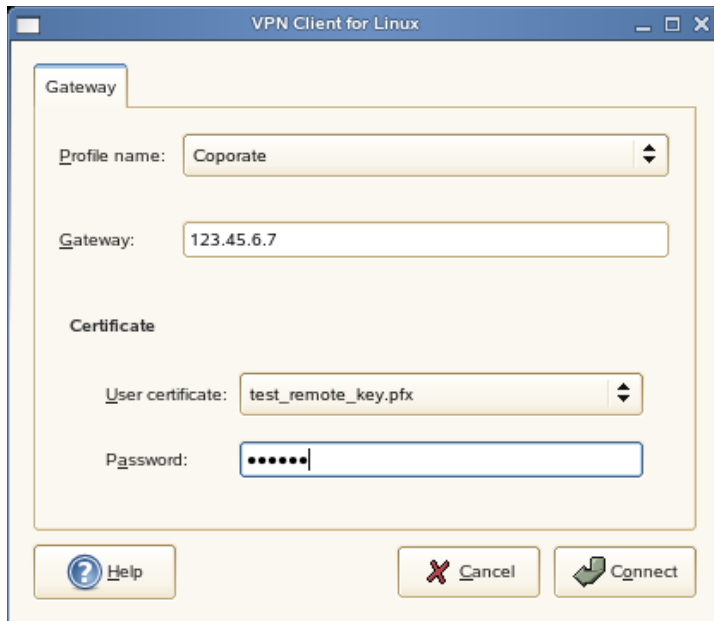 VPN Client for Linux
Gateway
Profile name: Coporate
Gateway: 123.45.6.7
Certificate
User certificate: test_remote_key.pfx
Password: ••••••
Help Cancel Connect